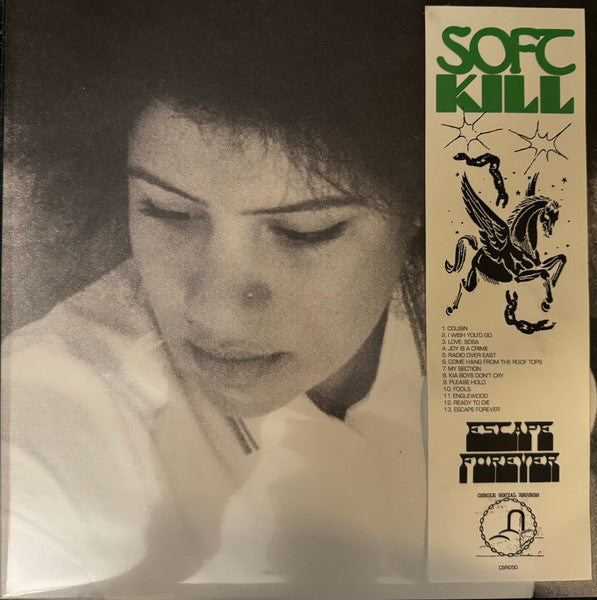 SOFT
KILL
1. COUSIN
2. I WISH YOU'D GO
3. LOVE, SOSA
4. JOY IS A CRIME
5. RADIO OVER EAST
6. COME HANG FROM THE ROOF TOPS
7. MY SECTION
8. KIA BOYS DON'T CRY
9. PLEASE HOLD
10. FOOLS
11. ENGLEWOOD
12. READY TO DIE
13. ESCAPE FOREVER
ESCAPE
FOREVER
CERCLE SOCIAL RECORDS
CSR050